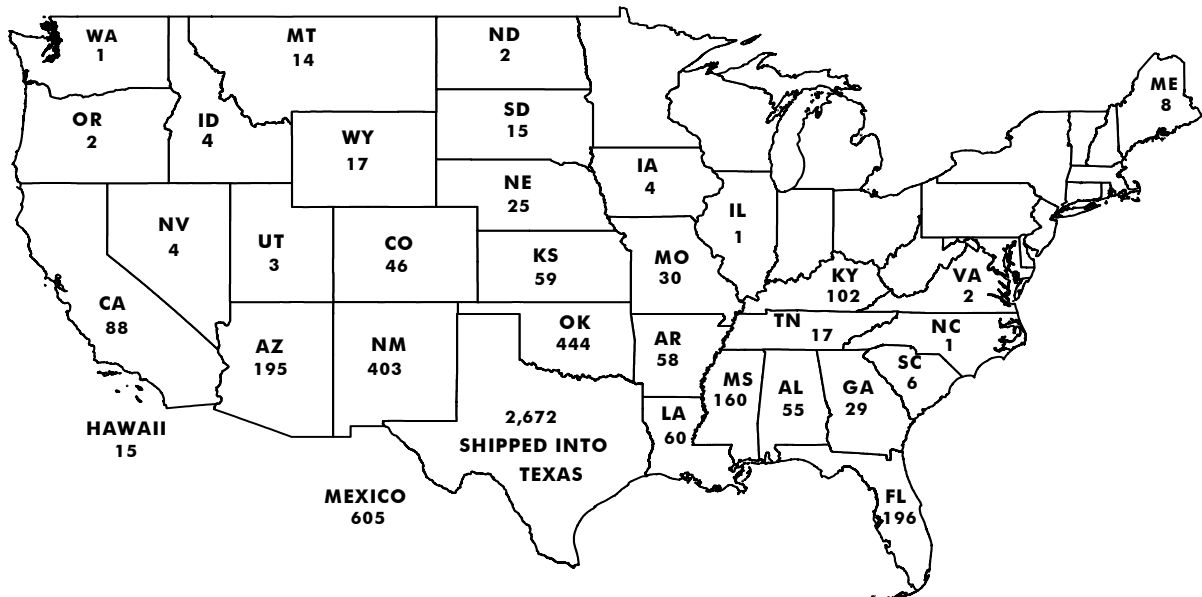 WA
1
MT
14
ND
2
ME
8
OR
2
ID
4
SD
15
WY
17
IA
4
NE
25
IL
1
NV
4
UT
3
CO
46
KS
59
MO
30
KY
102
VA
2
CA
88
AZ
195
NM
403
OK
444
AR
58
TN
17
NC
1
SC
6
MS
160
AL
55
GA
29
LA
60
HAWAII
15
2,672
SHIPPED INTO
TEXAS
MEXICO
605
FL
196